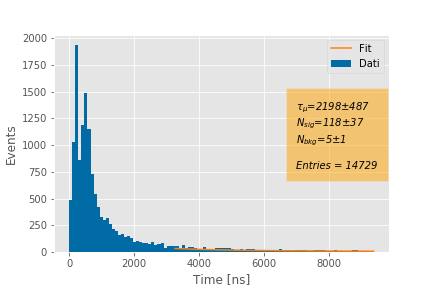 2000
1750
1500
1250
1000
750
500
250
0
Events
0
2000
4000
6000
8000
Time [ns]
Fit
Dati
τμ=2198±487
Nsig=118±37
Nbkg=5±1
Entries = 14729